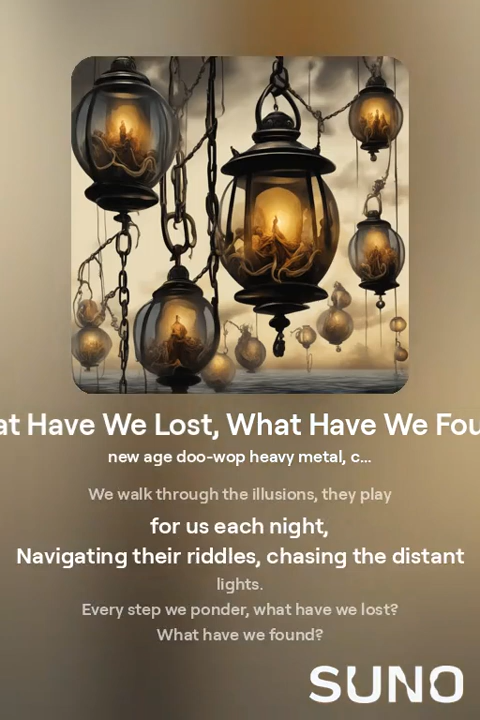 at Have We Lost, What Have We Fou
new age doo-wop heavy metal, c...
We walk through the illusions, they play
for us each night,
Navigating their riddles, chasing the distant
lights.
Every step we ponder, what have we lost?
What have we found?
SUNO